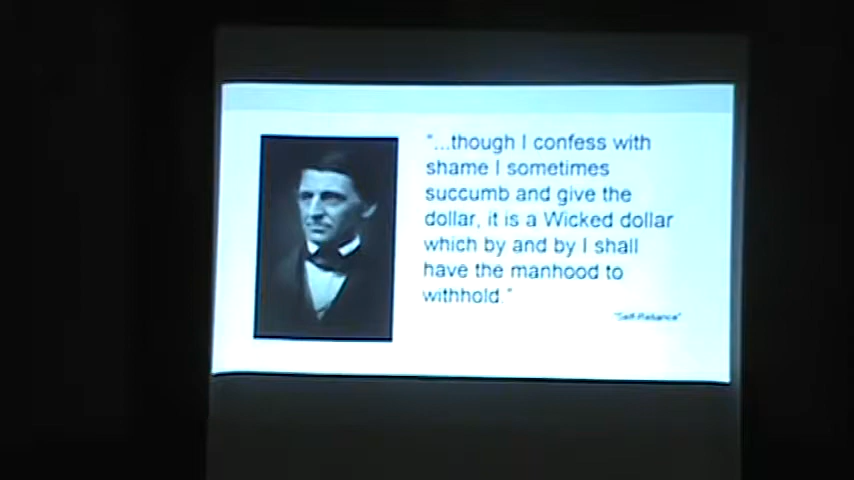 "...though I confess with
shame I sometimes
succumb and give the
dollar, it is a Wicked dollar
which by and by I shall
have the manhood to
withhold."
"Self-Reliance"